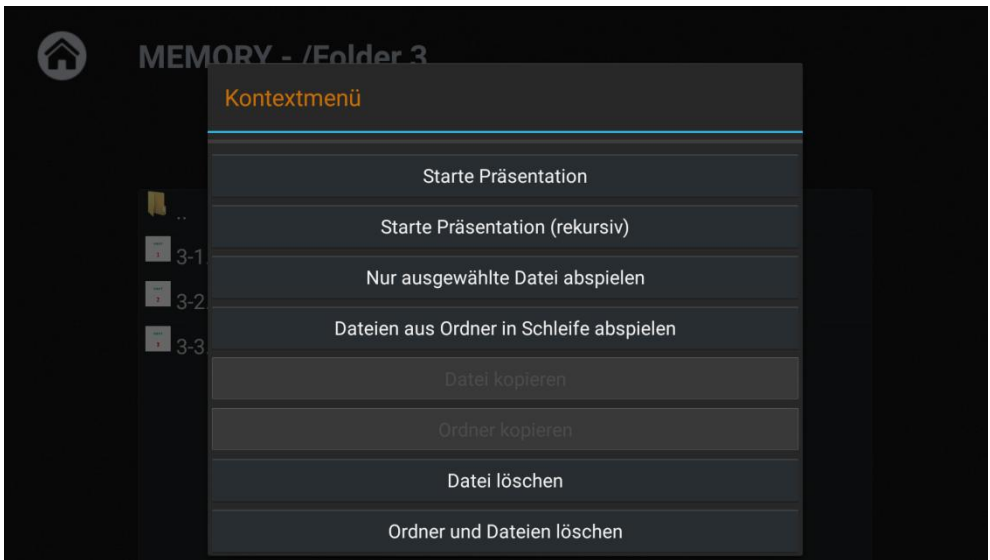 MEMORY - /Folder 3
Kontextmenü
Starte Präsentation
..
Starte Präsentation (rekursiv)
3-1.
Nur ausgewählte Datei abspielen
3-2.
Dateien aus Ordner in Schleife abspielen
3-3.
Datei kopieren
Ordner kopieren
Datei löschen
Ordner und Dateien löschen